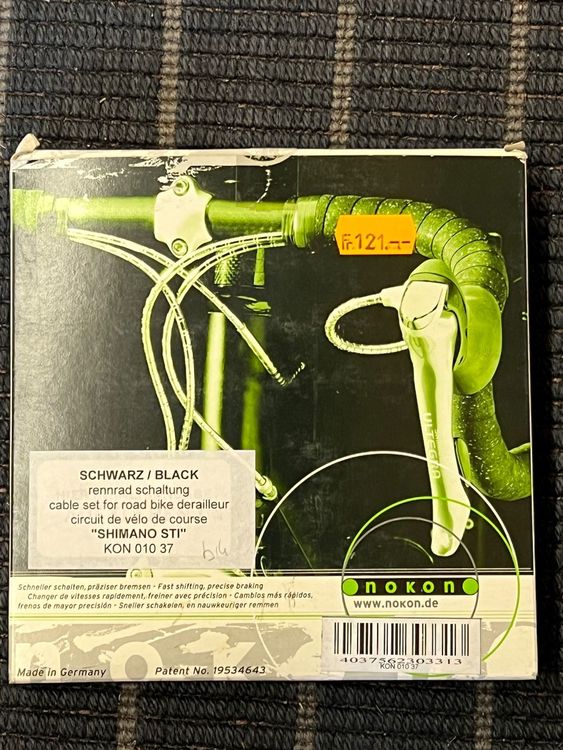 Fr. 121.--
ULTEGRA
SCHWARZ / BLACK
rennrad schaltung
cable set for road bike derailleur
circuit de vélo de course
"SHIMANO STI"
KON 010 37
nokon
www.nokon.de
Schneller schalten, präziser bremsen - Fast shifting, precise braking
Changer de vitesses rapidement, freiner avec précision - Cambios más rápidos,
frenos de mayor precisión - Sneller schakelen, en nauwkeuriger remmen
4037502303313
KON 010 37
Made in Germany
Patent No. 19534643